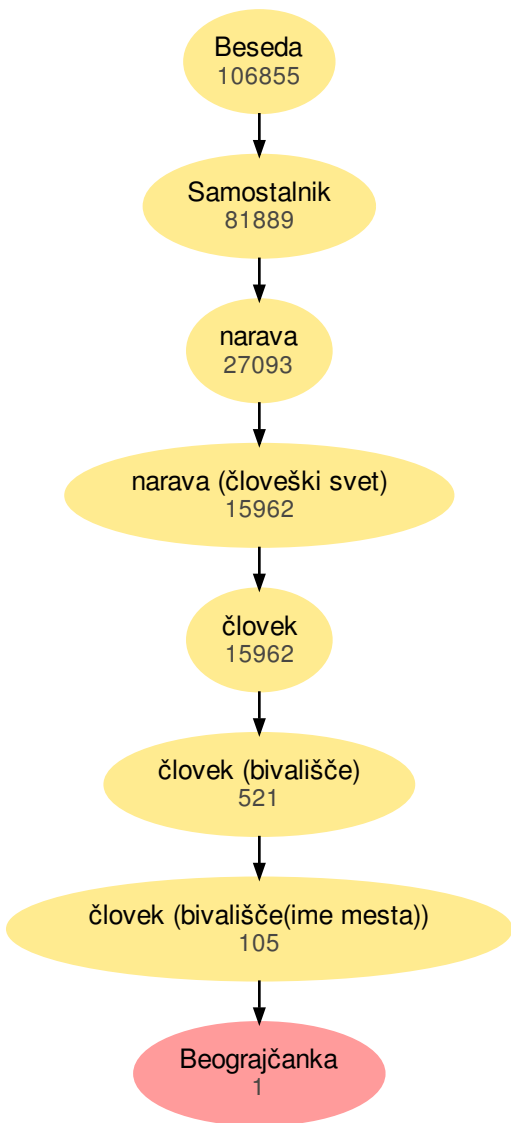 Beseda
106855
Samostalnik
81889
narava
27093
narava (človeški svet)
15962
človek
15962
človek (bivališče)
521
človek (bivališče(ime mesta))
105
Beograjčanka
1